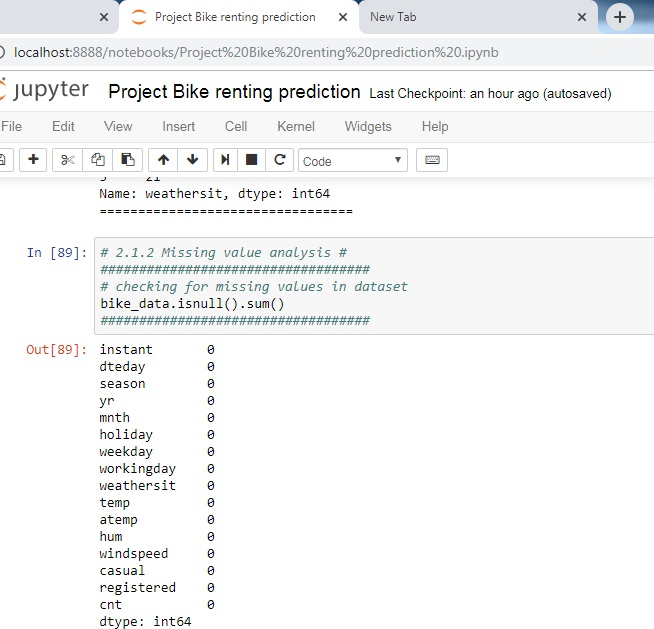 Project Bike renting prediction
New Tab
localhost:8888/notebooks/Project%20Bike%20renting%20prediction%20.ipynb
jupyter Project Bike renting prediction Last Checkpoint: an hour ago (autosaved)
File Edit View Insert Cell Kernel Widgets Help
Code
Name: weathersit, dtype: int64
=================================
In [89]: # 2.1.2 Missing value analysis #
###################################
# checking for missing values in dataset
bike_data.isnull().sum()
###################################
Out[89]: instant 0
dteday 0
season 0
yr 0
mnth 0
holiday 0
weekday 0
workingday 0
weathersit 0
temp 0
atemp 0
hum 0
windspeed 0
casual 0
registered 0
cnt 0
dtype: int64